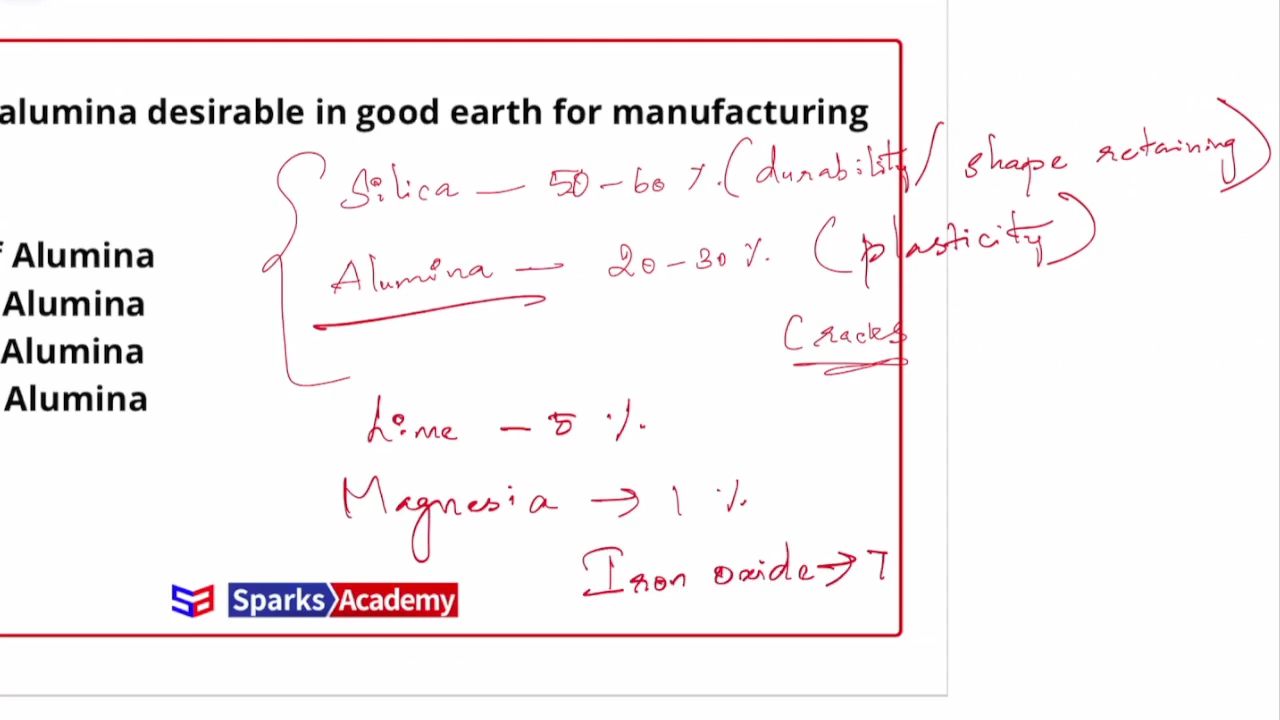 alumina desirable in good earth for manufacturing
Silica — 50-60 %. (durability/ shape retaining)
f Alumina
Alumina — 20-30 %. (plasticity)
Alumina
Cracks
Alumina
Alumina
Lime — 5 %.
Magnesia → 1 %.
Iron oxide → 7
Sparks Academy